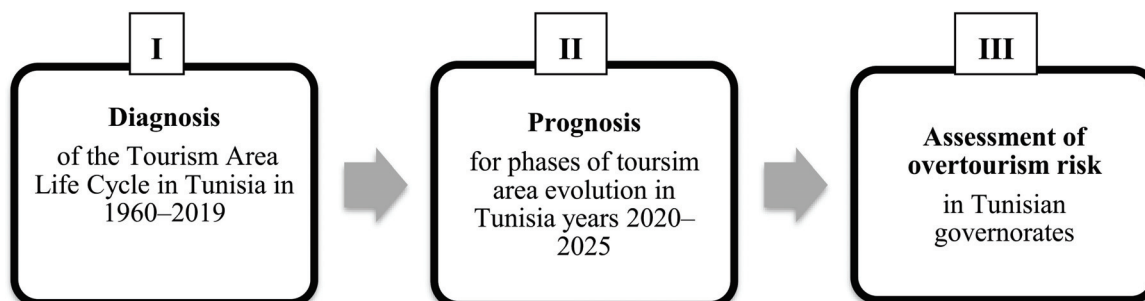 I
Diagnosis
of the Tourism Area
Life Cycle in Tunisia in
1960–2019
II
Prognosis
for phases of toursim
area evolution in
Tunisia years 2020–
2025
III
Assessment of
overtourism risk
in Tunisian
governorates